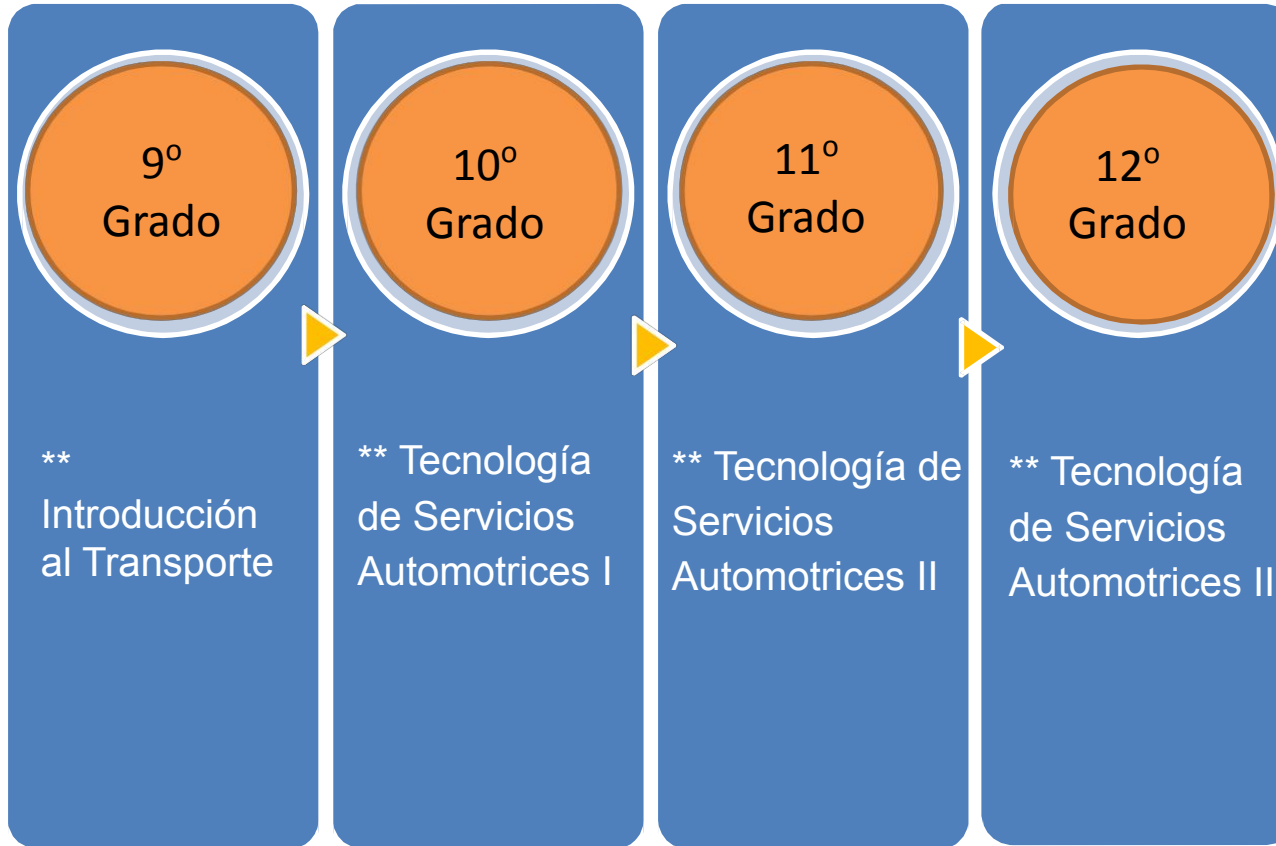 9º
Grado
10º
Grado
11º
Grado
12º
Grado
**
Introducción
al Transporte
** Tecnología
de Servicios
Automotrices I
** Tecnología de
Servicios
Automotrices II
** Tecnología
de Servicios
Automotrices II